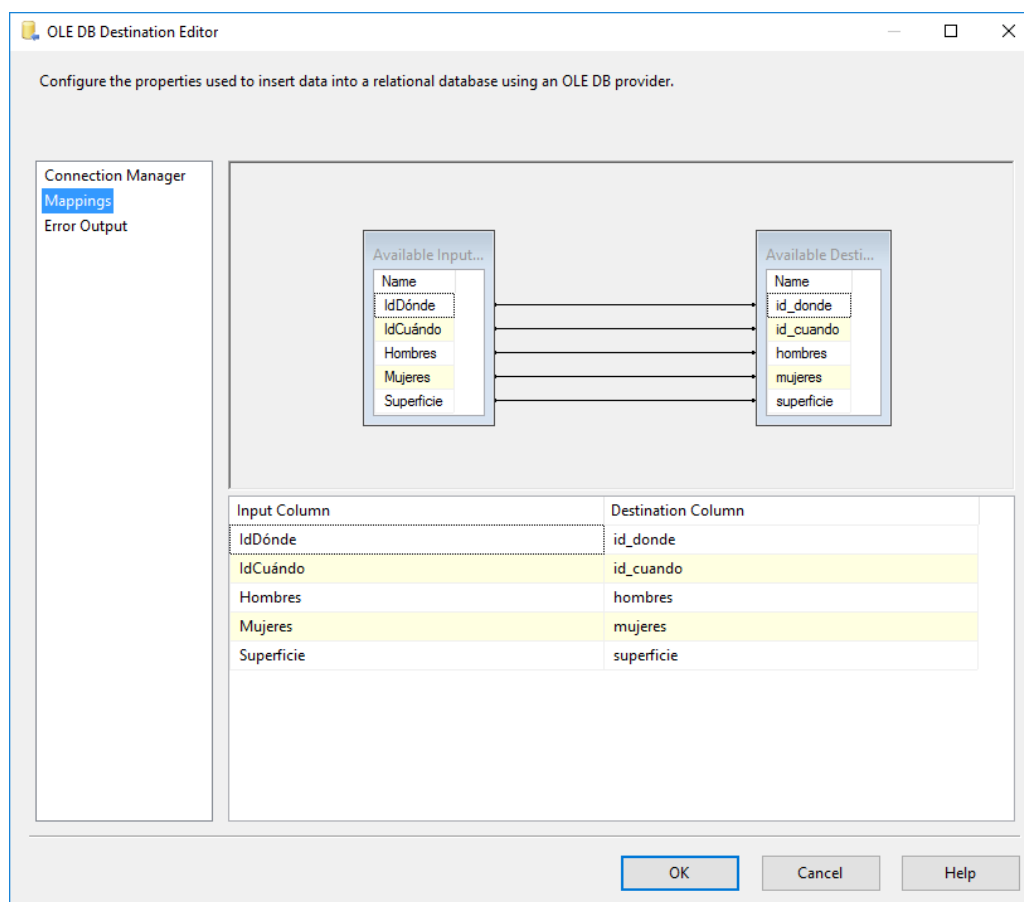 OLE DB Destination Editor
Configure the properties used to insert data into a relational database using an OLE DB provider.
Connection Manager
Mappings
Error Output
Available Input...
Name
IdDónde
IdCuándo
Hombres
Mujeres
Superficie
Available Desti...
Name
id_donde
id_cuando
hombres
mujeres
superficie
Input Column Destination Column
IdDónde id_donde
IdCuándo id_cuando
Hombres hombres
Mujeres mujeres
Superficie superficie
OK Cancel Help